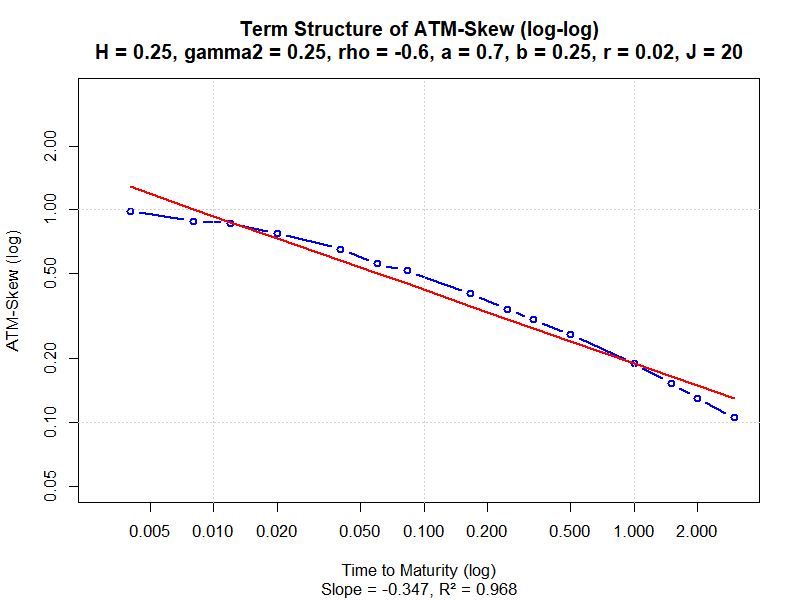 Term Structure of ATM-Skew (log-log)
H = 0.25, gamma2 = 0.25, rho = -0.6, a = 0.7, b = 0.25, r = 0.02, J = 20
ATM-Skew (log)
2.00
1.00
0.50
0.20
0.10
0.05
0.005 0.010 0.020 0.050 0.100 0.200 0.500 1.000 2.000
Time to Maturity (log)
Slope = -0.347, R² = 0.968